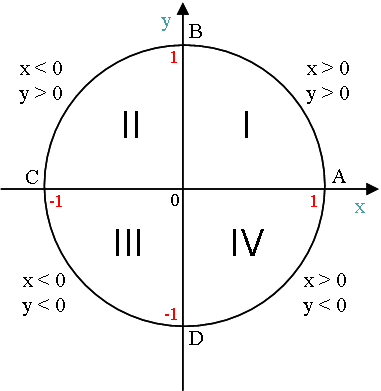 y
B
1
x < 0
y > 0
x > 0
y > 0
II
I
C
A
-1
0
1
x
III
IV
x < 0
y < 0
x > 0
y < 0
-1
D